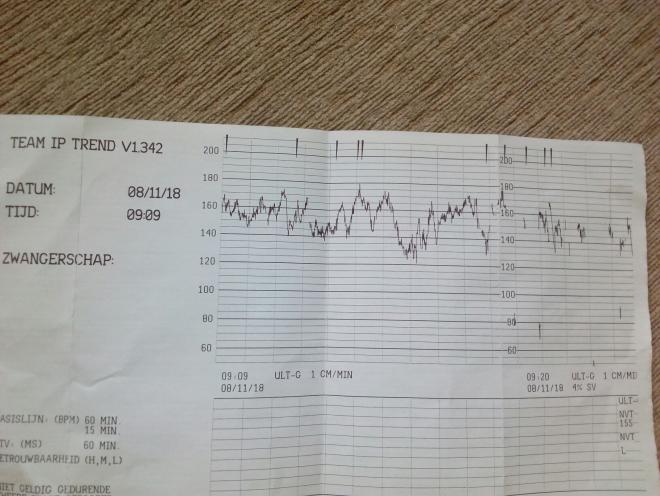 TEAM IP TREND V1.342
DATUM: 08/11/18
TIJD: 09:09
ZWANGERSCHAP:
200
180
160
140
120
100
80
60
200
180
160
140
100
80
60
09:09 ULT-G 1 CM/MIN
08/11/18
09:20 ULT-G 1 CM/MI
08/11/18 4% SV
ASISLIJN: (BPM) 60 MIN.
15 MIN.
TV: (MS) 60 MIN.
ETROUWBAARHEID (H,M,L)
IET GELDIG GEDURENDE
ULT-
NVT
155
NVT
L